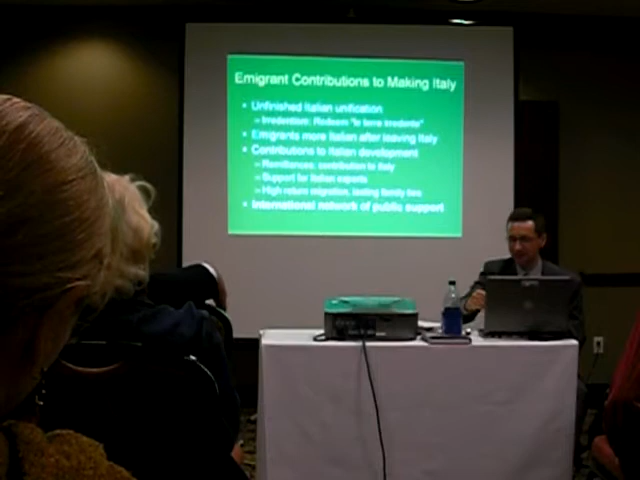 Emigrant Contributions to Making Italy
• Unfinished Italian unification
– Irredentism: Redeem "le terre irredente"
• Emigrants more Italian after leaving Italy
• Contributions to Italian development
– Remittances, contribution to Italy
– Support for Italian exports
– High return migration, lasting family ties
• International network of public support